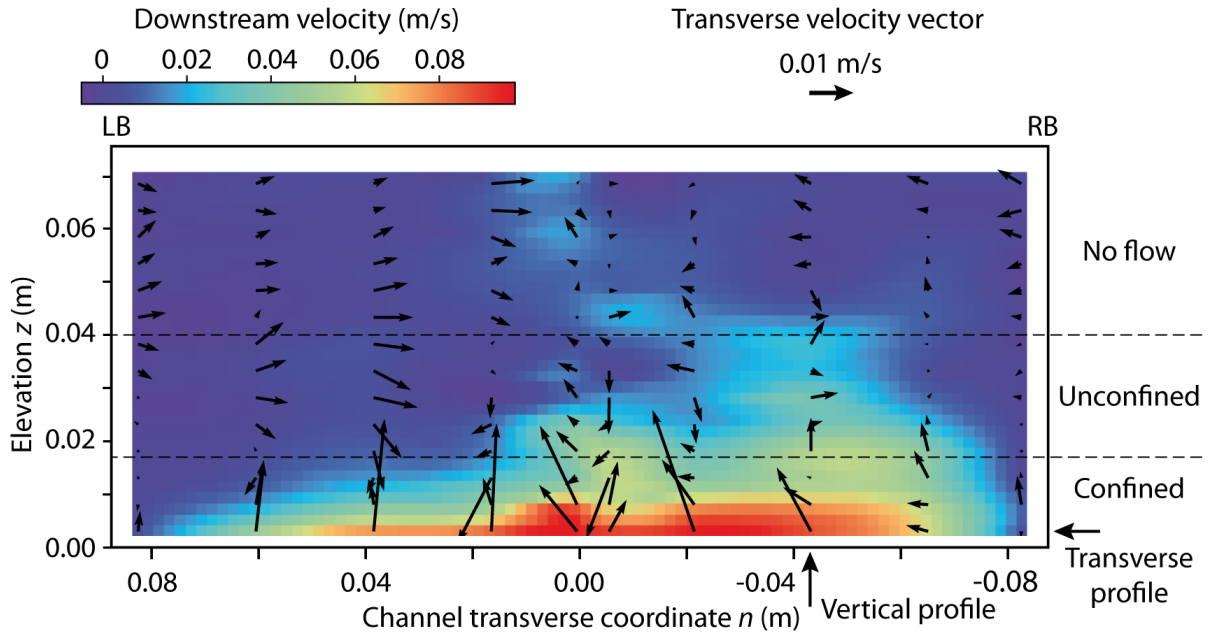 Downstream velocity (m/s)
Transverse velocity vector
0 0.02 0.04 0.06 0.08
0.01 m/s
LB
RB
0.06
0.04
0.02
0.00
Elevation z (m)
No flow
Unconfined
Confined
Transverse
profile
0.08 0.04 0.00 -0.04 -0.08
Channel transverse coordinate n (m)
Vertical profile